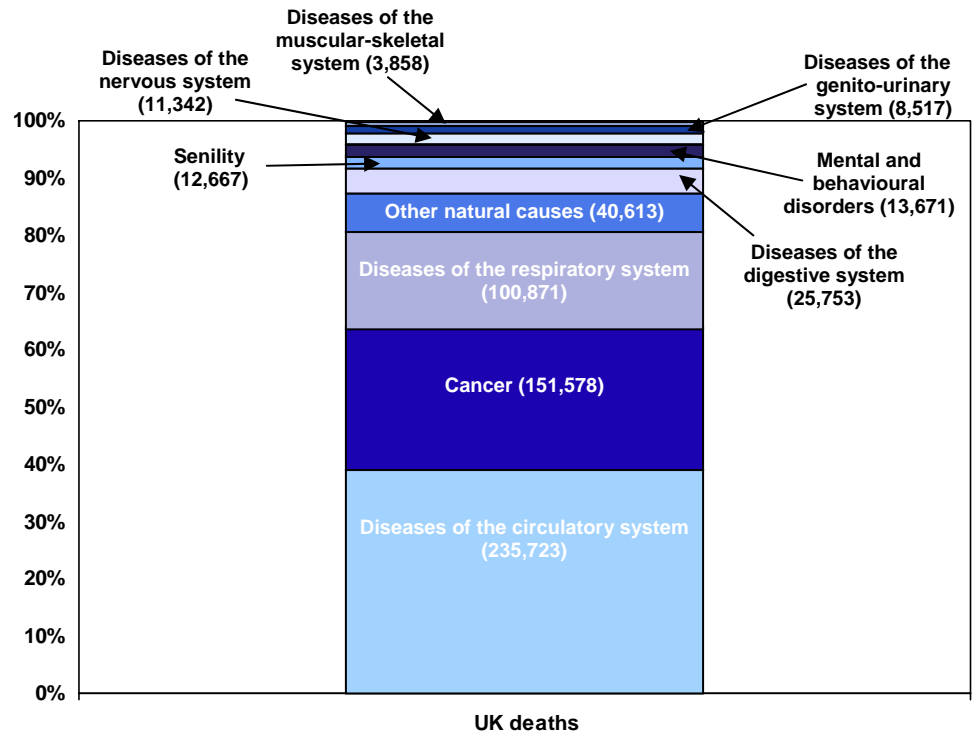 Diseases of the
muscular-skeletal
system (3,858)
Diseases of the
nervous system
(11,342)
Diseases of the
genito-urinary
system (8,517)
Senility
(12,667)
Mental and
behavioural
disorders (13,671)
Diseases of the
digestive system
(25,753)
Other natural causes (40,613)
Diseases of the respiratory system
(100,871)
Cancer (151,578)
Diseases of the circulatory system
(235,723)
100%
90%
80%
70%
60%
50%
40%
30%
20%
10%
0%
UK deaths